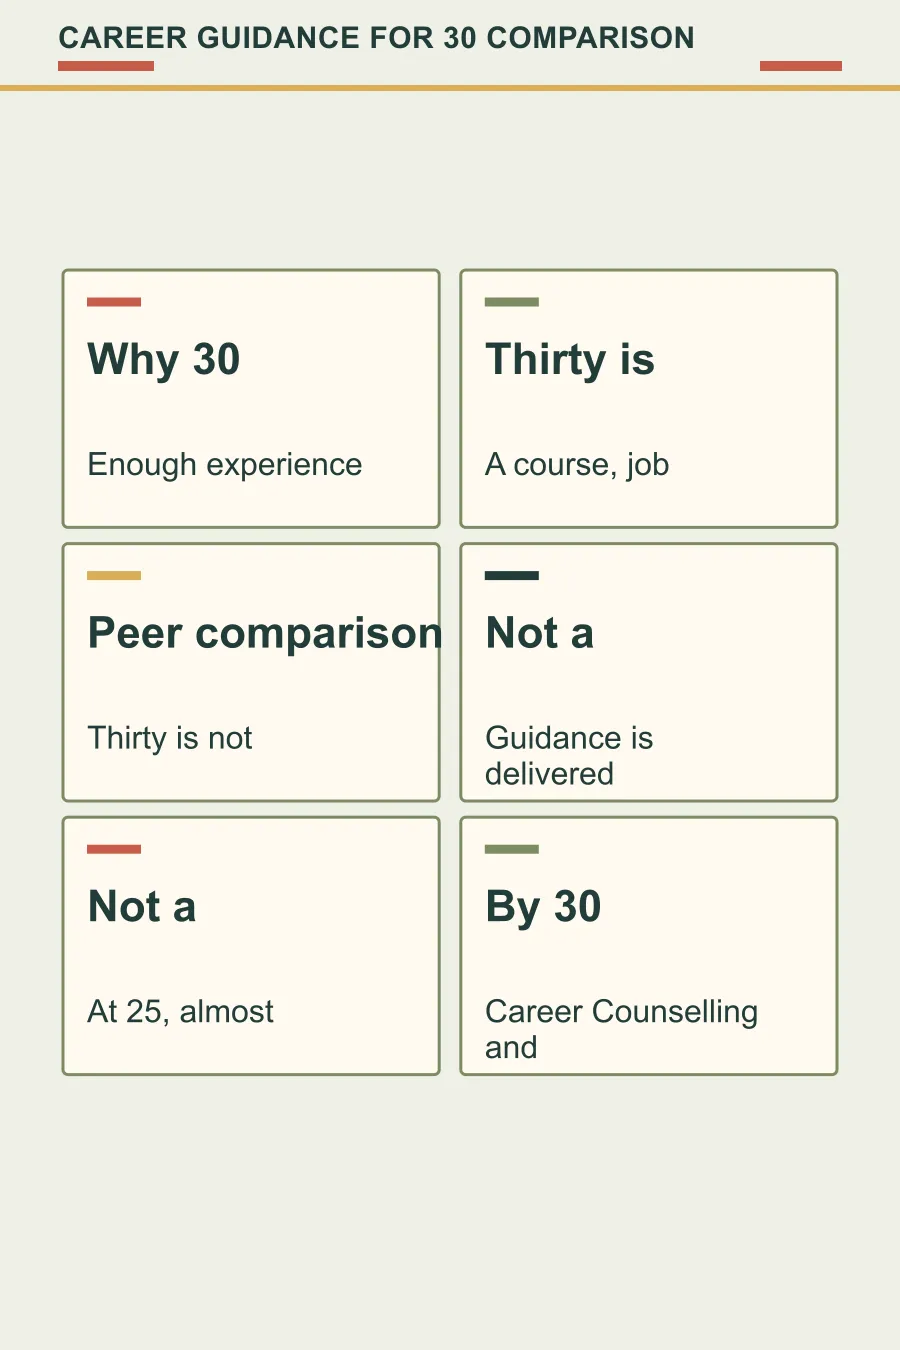 CAREER GUIDANCE FOR 30 COMPARISON
Why 30
Enough experience
Thirty is
A course, job
Peer comparison
Thirty is not
Not a
Guidance is
delivered
Not a
At 25, almost
By 30
Career Counselling
and